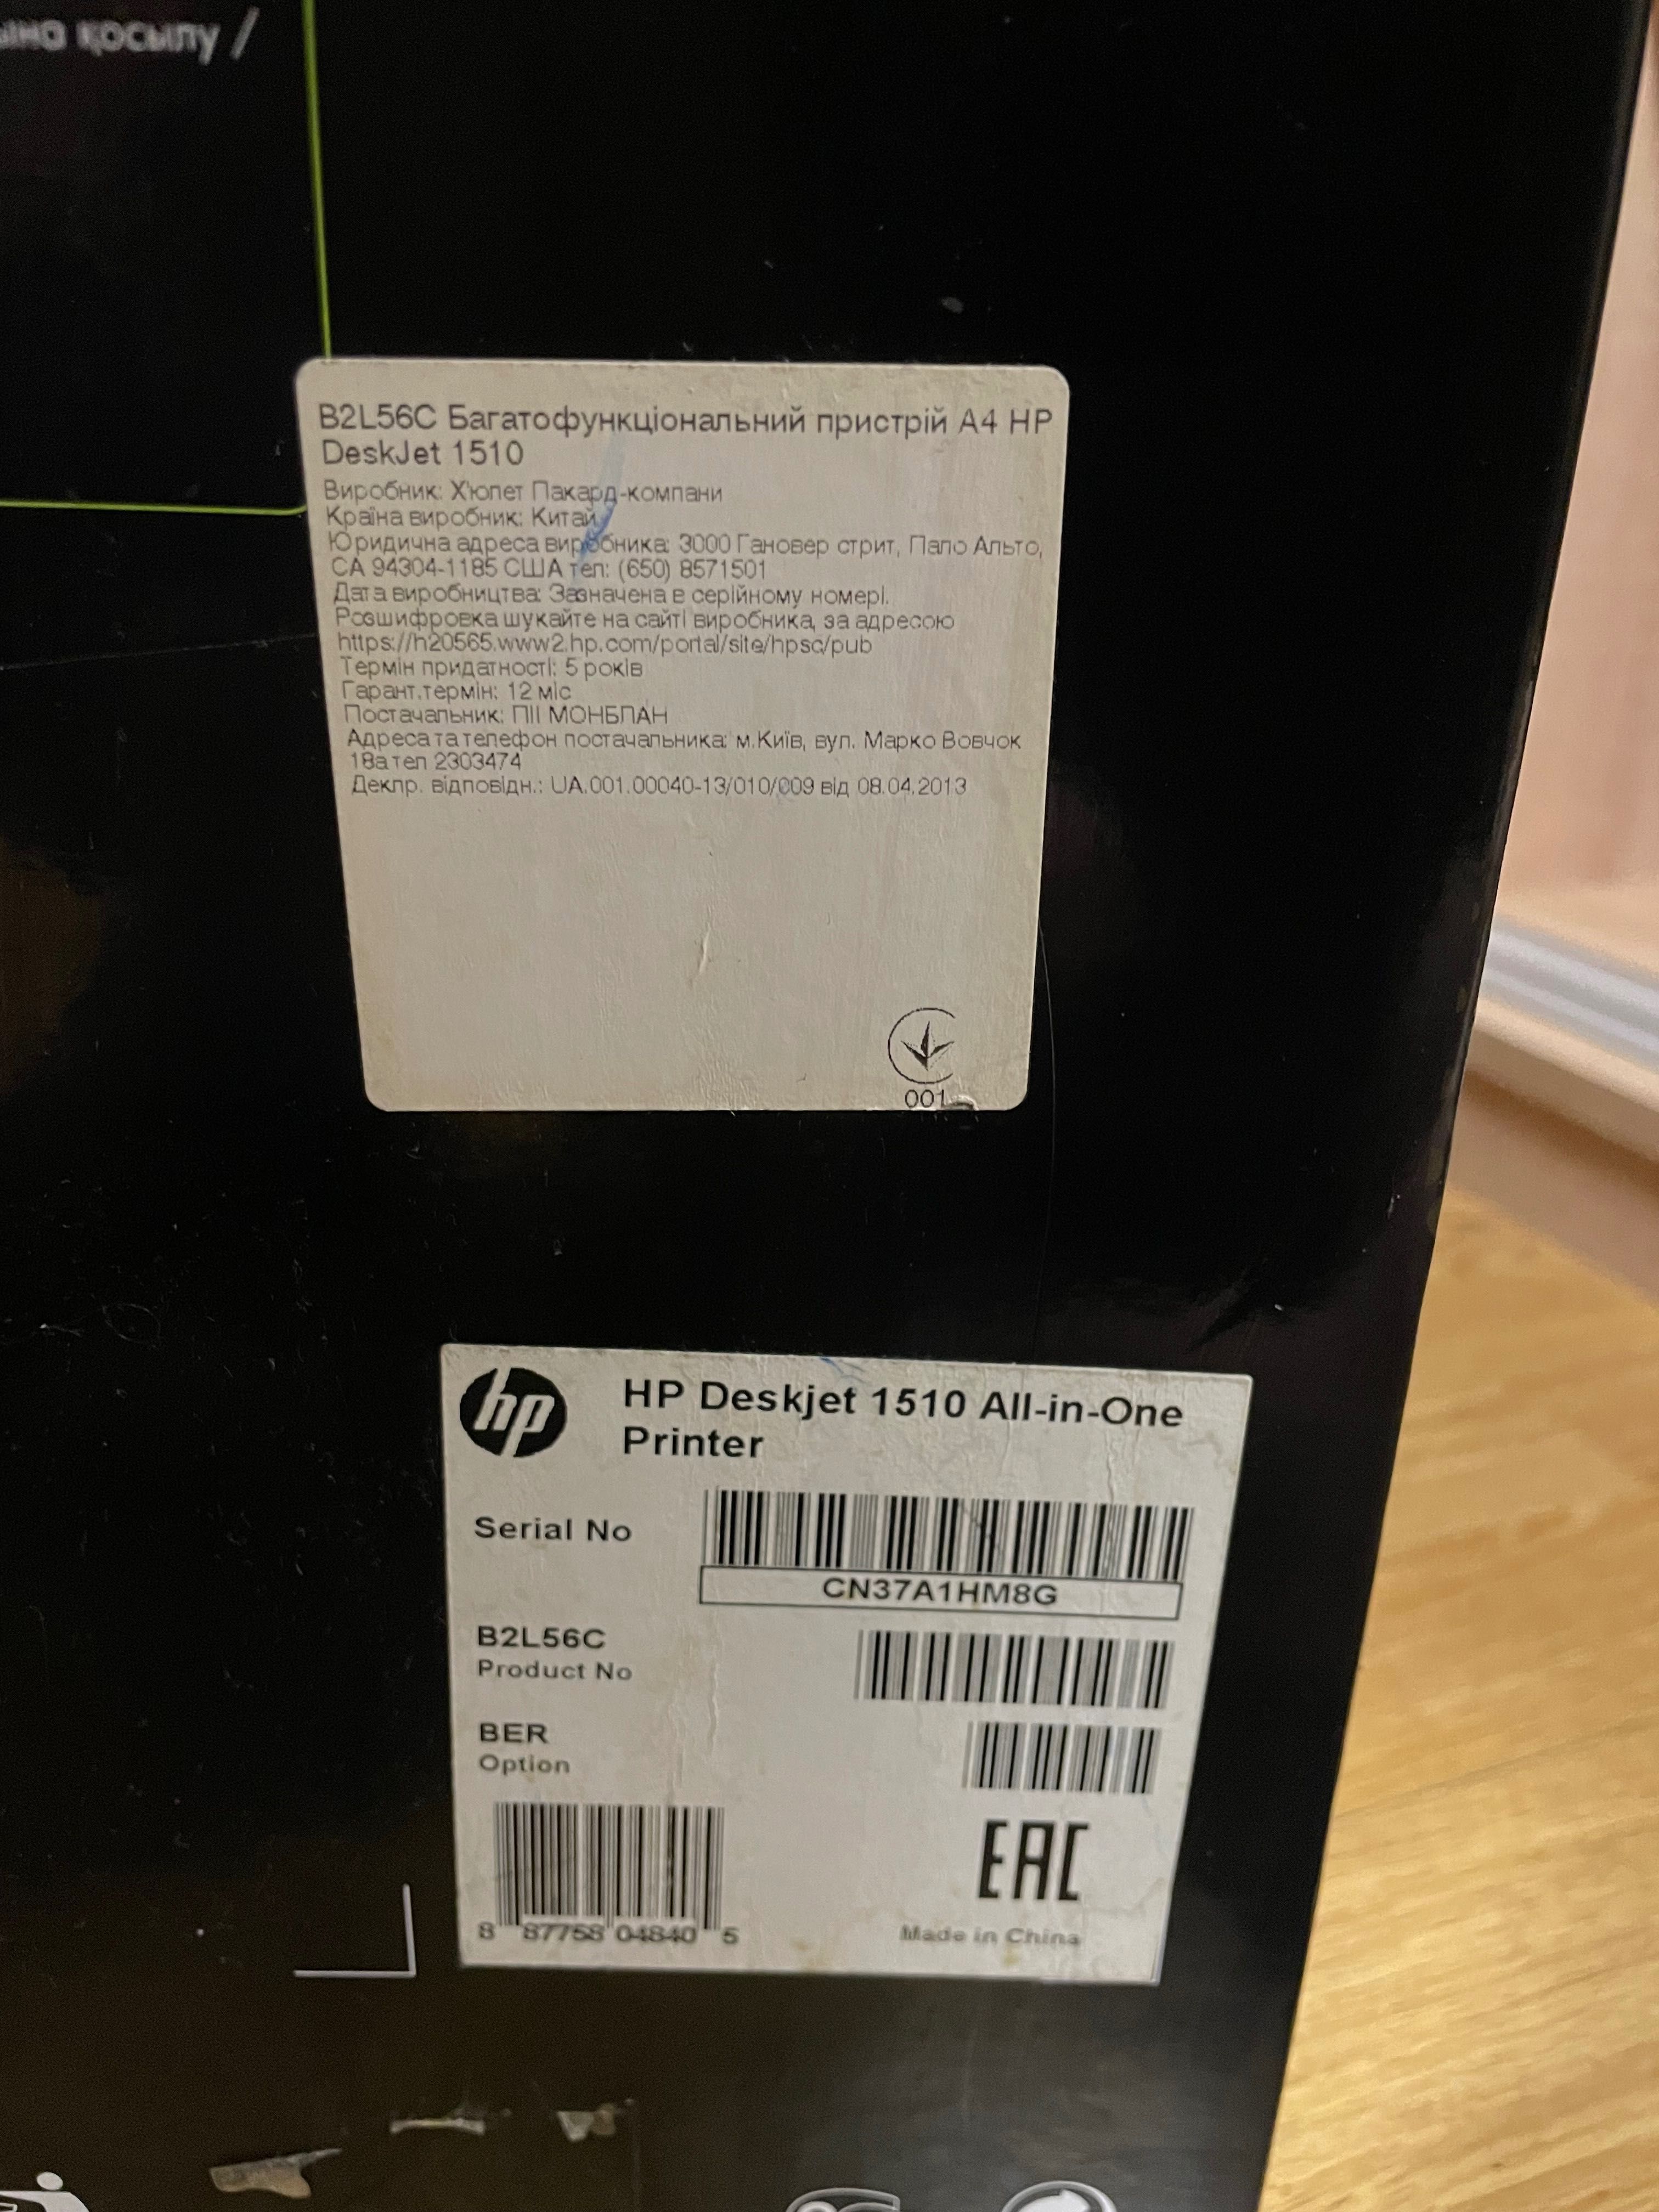 қосылу /
B2L56C Багатофункціональний пристрій А4 HP
DeskJet 1510
Виробник: Х'юлет Пакард-компани
Країна виробник: Китай
Юридична адреса виробника: 3000 Гановер стрит, Пало Альто,
СА 94304-1185 США тел: (650) 8571501
Дата виробництва: Зазначена в серійному номері.
Розшифровка шукайте на сайті виробника, за адресою
https://h20565.www2.hp.com/portal/site/hpsc/pub
Термін придатності: 5 років
Гарант.термін: 12 міс
Постачальник: ПІІ МОНБЛАН
Адреса та телефон постачальника: м.Київ, вул. Марко Вовчок
18а тел 2303474
Деклр. відповідн.: UA.001.00040-13/010/009 від 08.04.2013
001
hp
HP Deskjet 1510 All-in-One
Printer
Serial No
CN37A1HM8G
B2L56C
Product No
BER
Option
EAC
8 87758 04840 5
Made in China